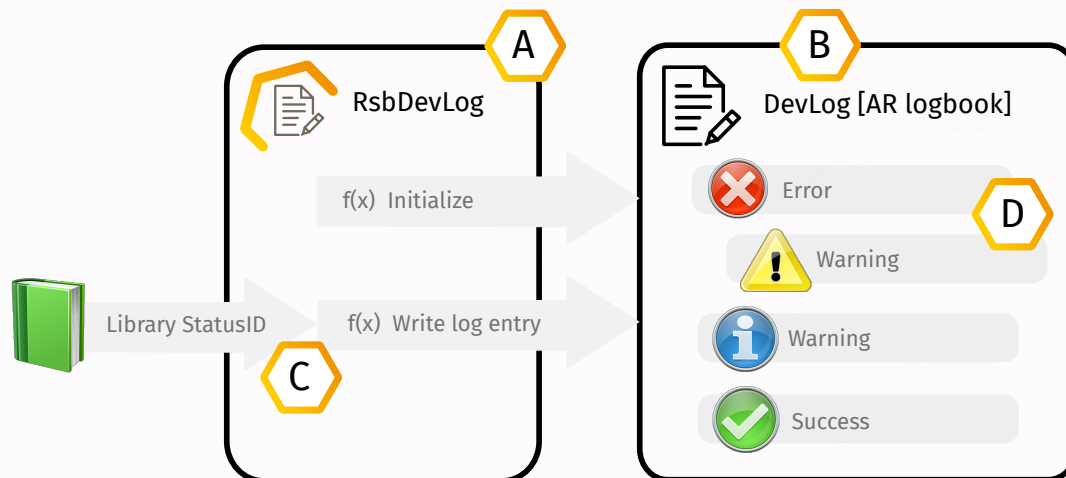 A
B
RsbDevLog
DevLog [AR logbook]
f(x) Initialize
Error
D
Warning
Library StatusID
f(x) Write log entry
Warning
C
Success